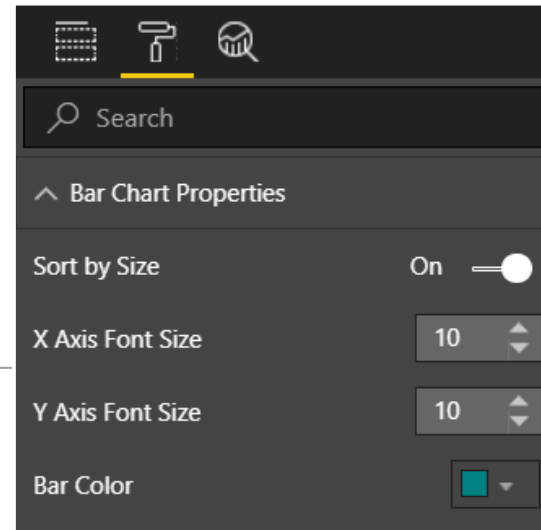 Search
Bar Chart Properties
Sort by Size On
X Axis Font Size 10
Y Axis Font Size 10
Bar Color